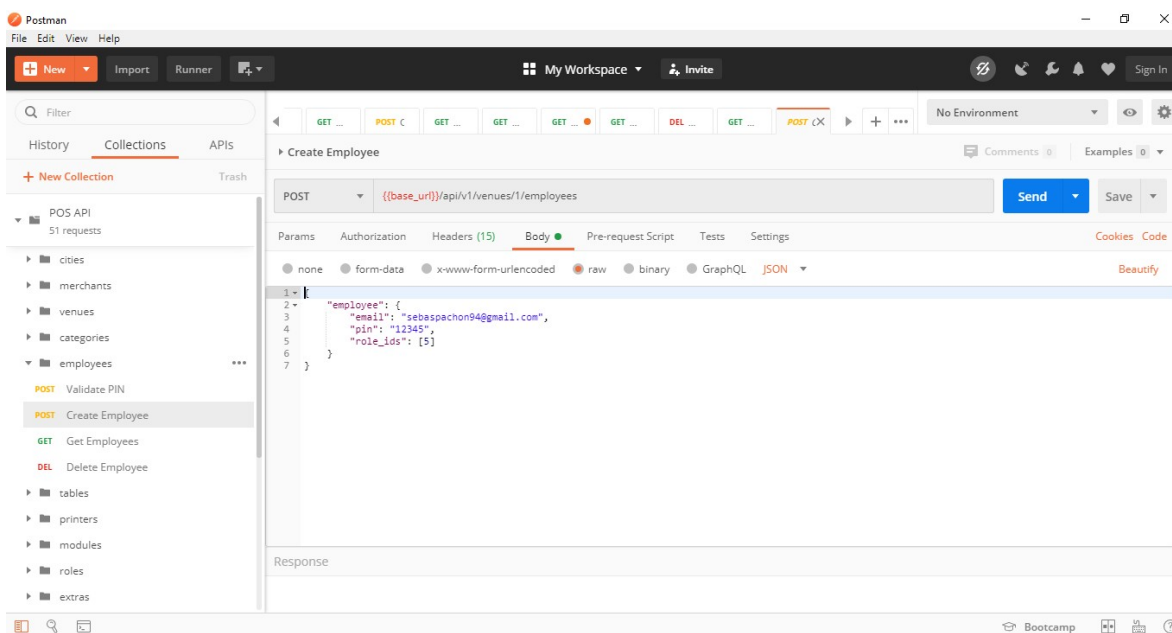 Postman
File Edit View Help
New Import Runner My Workspace Invite Sign In
Filter
History Collections APIs
+ New Collection Trash
POS API
51 requests
cities
merchants
venues
categories
employees
POST Validate PIN
POST Create Employee
GET Get Employees
DEL Delete Employee
tables
printers
modules
roles
extras
GET ... POST C GET ... GET ... GET ... GET ... DEL ... GET ... POST No Environment
Create Employee Comments 0 Examples 0
POST {{base_url}}/api/v1/venues/1/employees Send Save
Params Authorization Headers (15) Body Pre-request Script Tests Settings Cookies Code
none form-data x-www-form-urlencoded raw binary GraphQL JSON Beautify
1 {
2 "employee": {
3 "email": "sebaspachon94@gmail.com",
4 "pin": "12345",
5 "role_ids": [5]
6 }
7 }
Response
Bootcamp